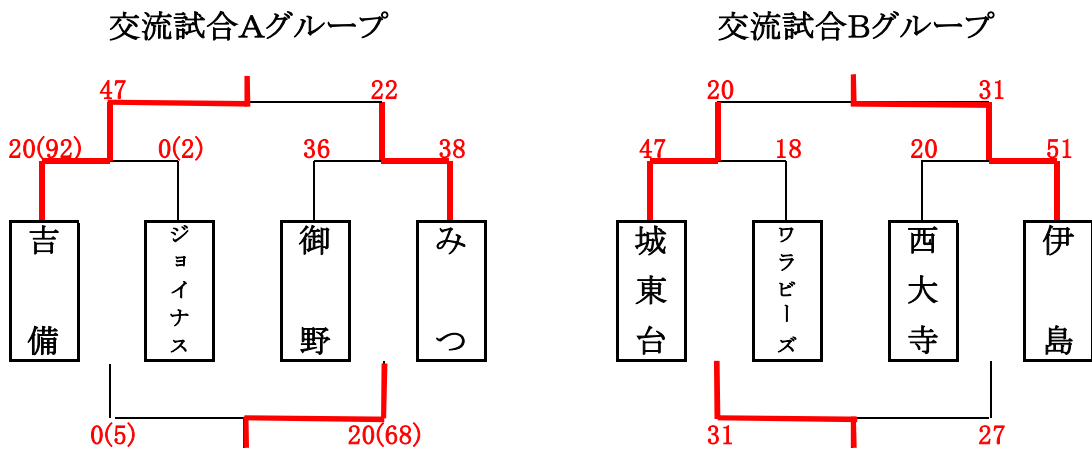 交流試合Aグループ
交流試合Bグループ
47
22
20
31
20(92)
0(2)
36
38
47
18
20
51
吉備
ジョイナス
御野
みつ
城東台
ワラビーズ
西大寺
伊島
0(5)
20(68)
31
27